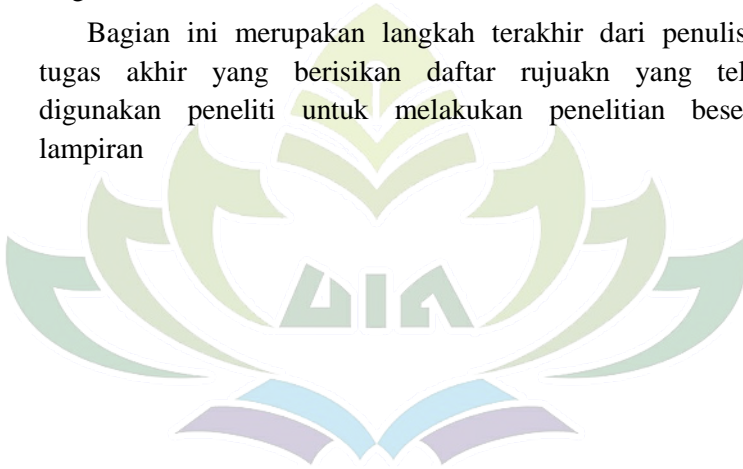 Bagian ini merupakan langkah terakhir dari penulis
tugas akhir yang berisikan daftar rujuakn yang tel
digunakan peneliti untuk melakukan penelitian bese
lampiran
UIN